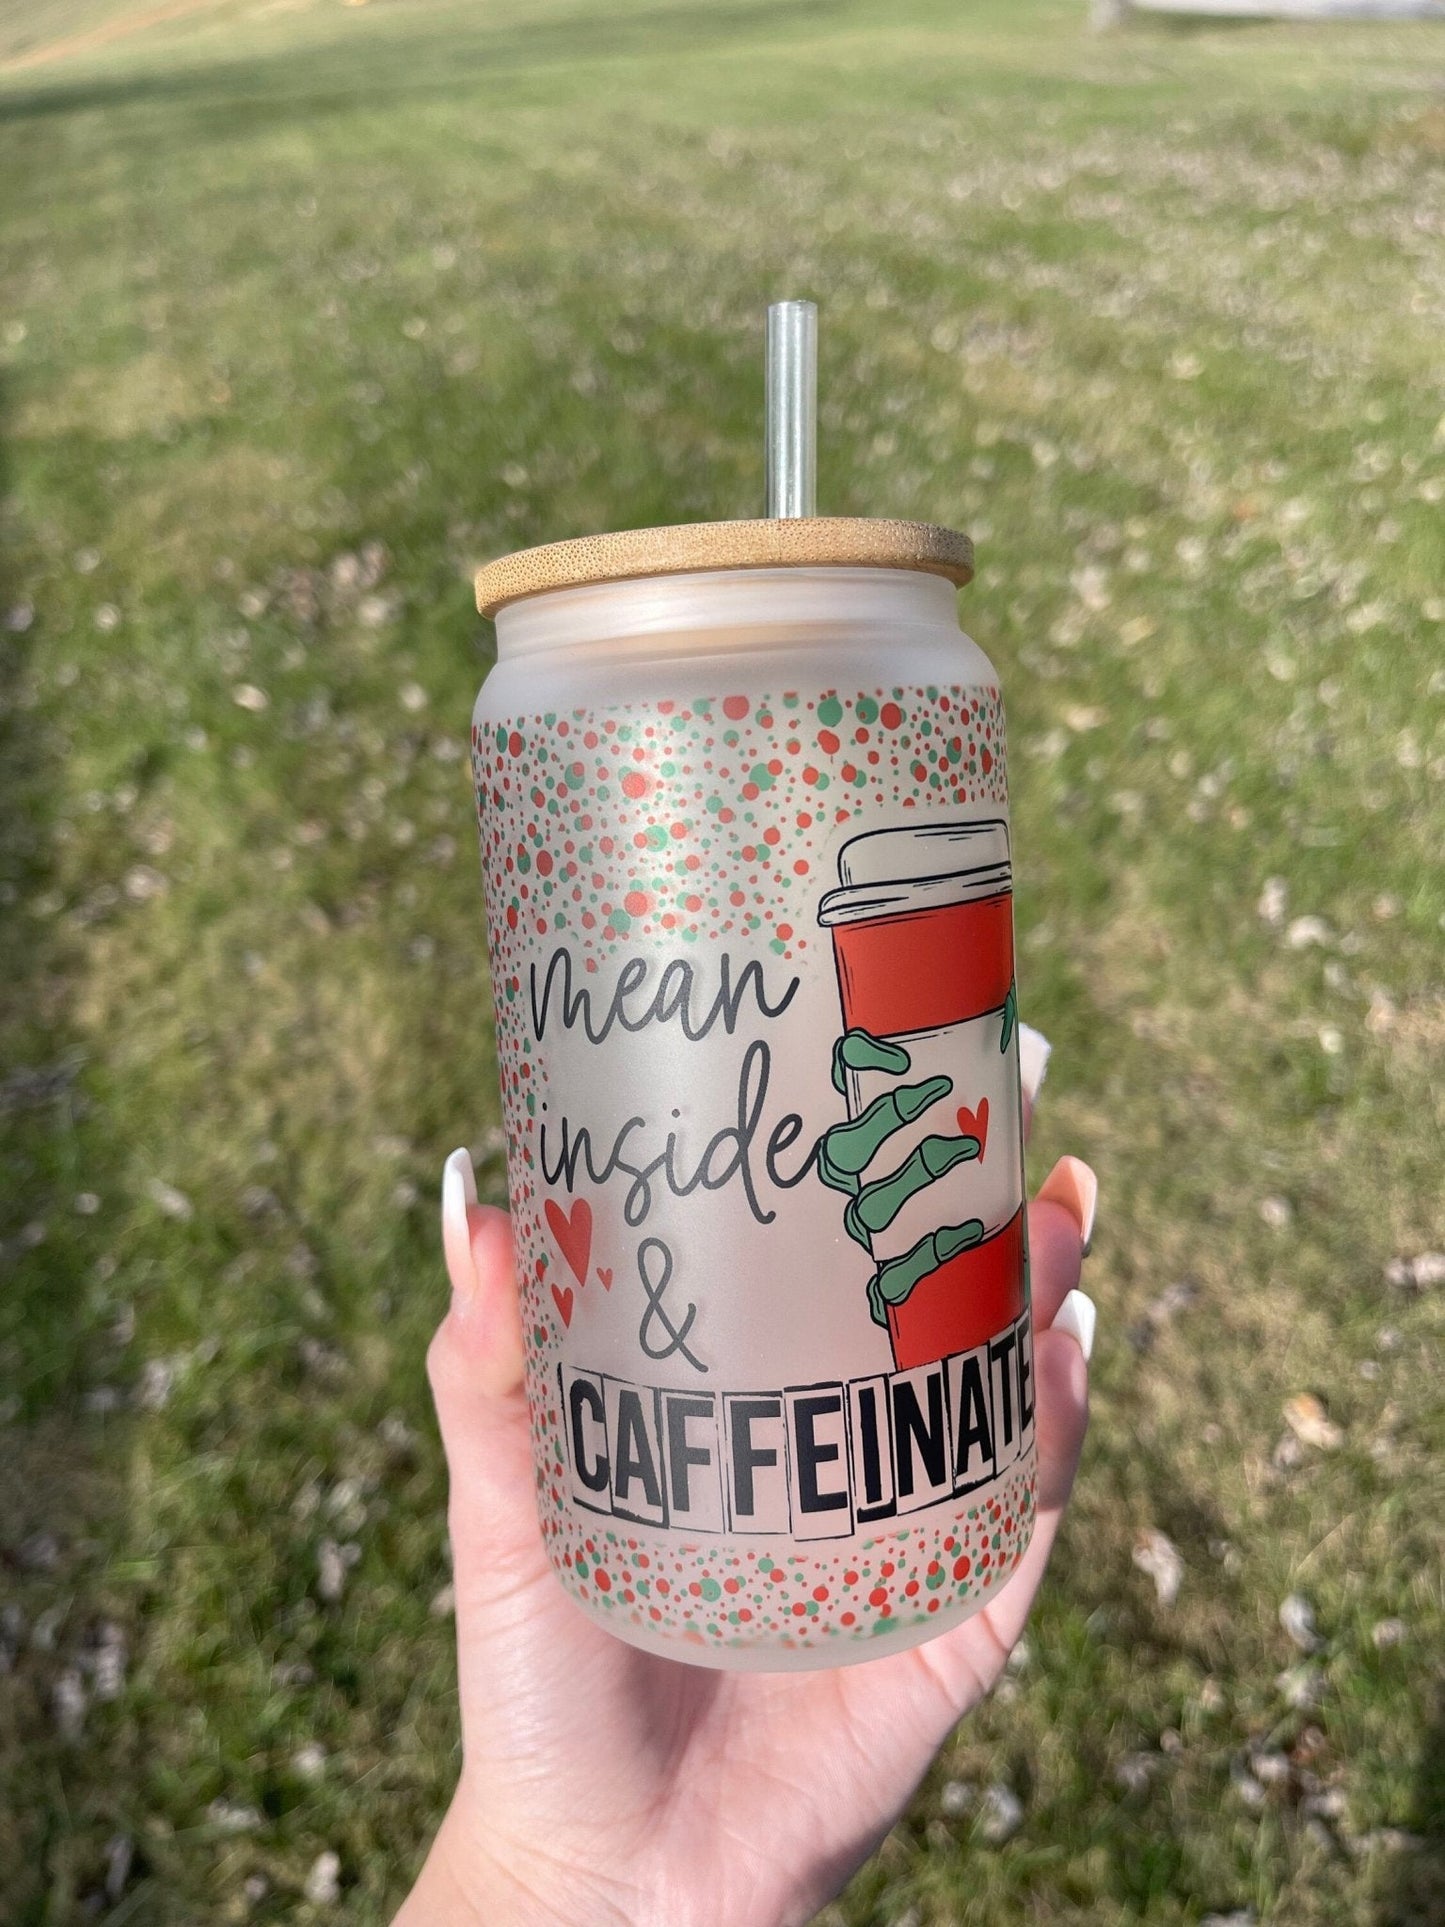 mean
inside
&
CAFFEINATE